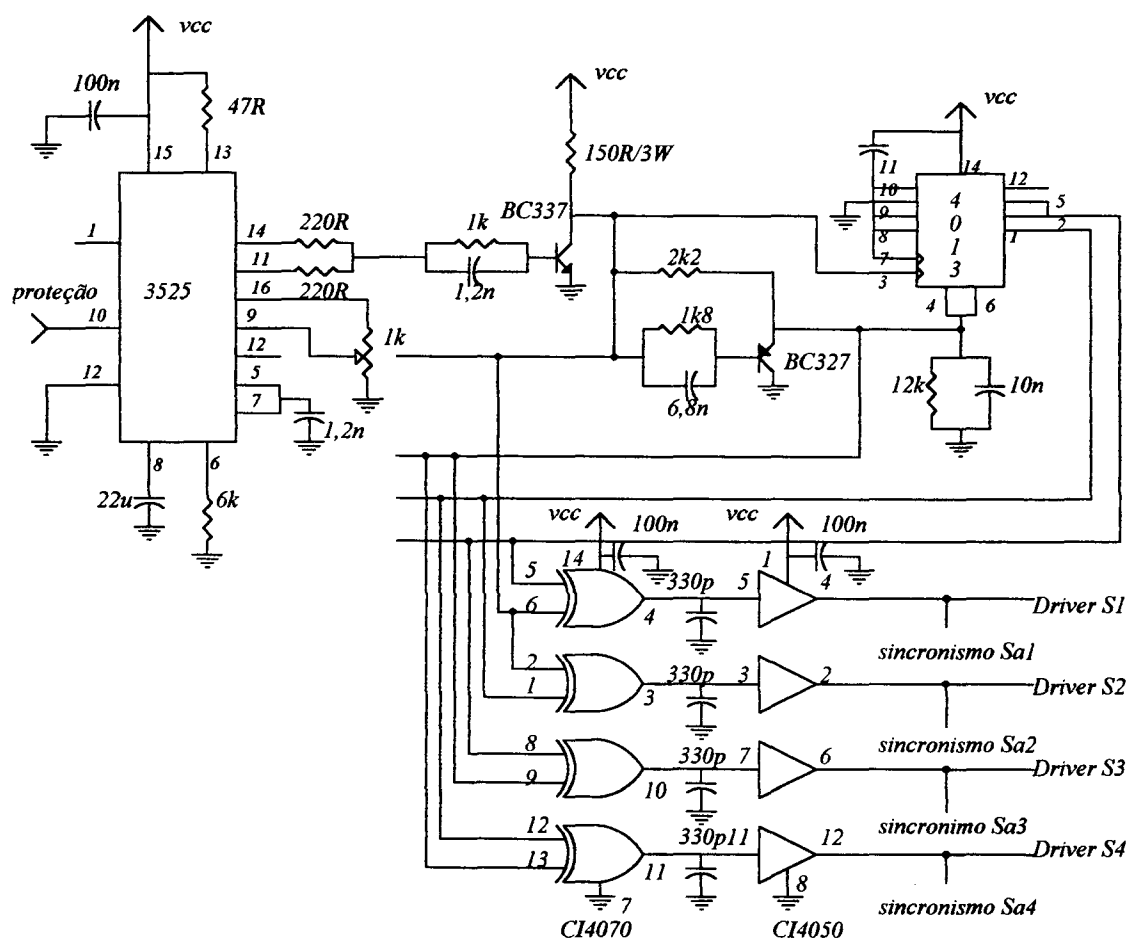 vcc
100n
47R
15
13
1
14
220R
11
220R
3525
16
proteção
10
9
1k
12
12
5
7
1,2n
8
6
22u
6k
vcc
150R/3W
BC337
1k
1,2n
2k2
1k8
6,8n
BC327
vcc
11
14
12
10
4
5
9
0
8
1
1
2
7
3
3
4
6
12k
10n
vcc
100n
vcc
100n
14
1
5
6
4
330p
5
4
Driver S1
sincronismo Sa1
2
1
3
330p
3
2
Driver S2
sincronismo Sa2
8
9
10
330p
7
6
Driver S3
sincronimo Sa3
12
13
11
330p
11
12
Driver S4
7
8
sincronismo Sa4
CI4070
CI4050